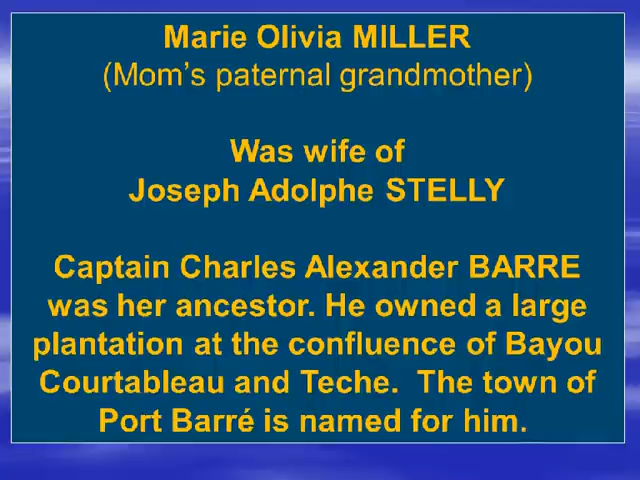 Marie Olivia MILLER
(Mom's paternal grandmother)
Was wife of
Joseph Adolphe STELLY
Captain Charles Alexander BARRE
was her ancestor. He owned a large
plantation at the confluence of Bayou
Courtableau and Teche. The town of
Port Barré is named for him.